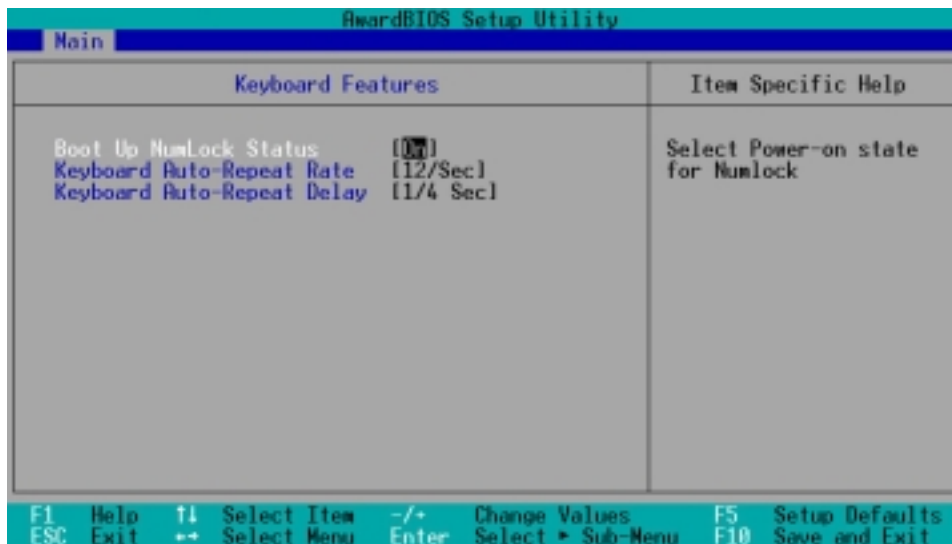 AwardBIOS Setup Utility
Main
Keyboard Features
Item Specific Help
Boot Up NumLock Status [On]
Keyboard Auto-Repeat Rate [12/Sec]
Keyboard Auto-Repeat Delay [1/4 Sec]
Select Power-on state
for Numlock
F1 Help ↑↓ Select Item -/+ Change Values F5 Setup Defaults
ESC Exit ←→ Select Menu Enter Select ► Sub-Menu F10 Save and Exit